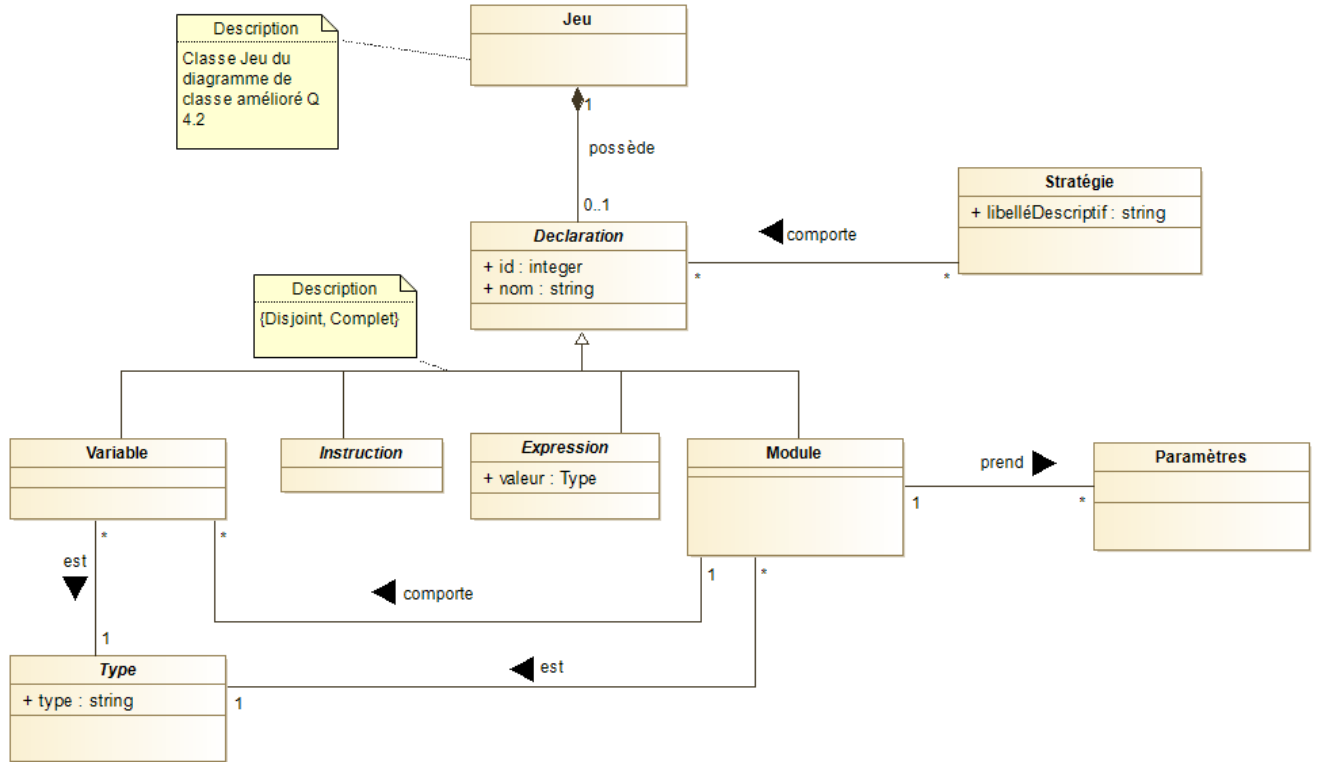 Description
Classe Jeu du
diagramme de
classe amélioré Q
4.2
Jeu
1
possède
0..1
Stratégie
+ libelléDescriptif : string
comporte
*
*
Declaration
+ id : integer
+ nom : string
Description
{Disjoint, Complet}
Variable
Instruction
Expression
+ valeur : Type
Module
prend
1
*
Paramètres
*
est
1
*
comporte
1
*
est
1
Type
+ type : string